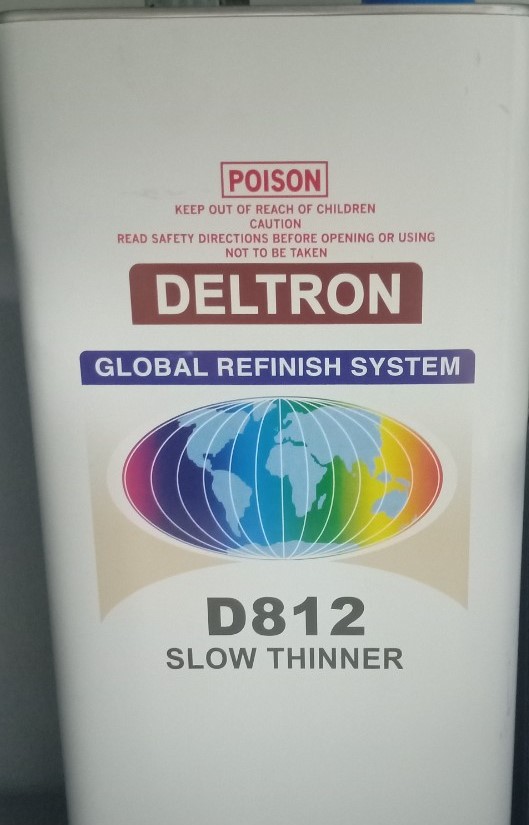 POISON
KEEP OUT OF REACH OF CHILDREN
CAUTION
READ SAFETY DIRECTIONS BEFORE OPENING OR USING
NOT TO BE TAKEN
DELTRON
GLOBAL REFINISH SYSTEM
D812
SLOW THINNER